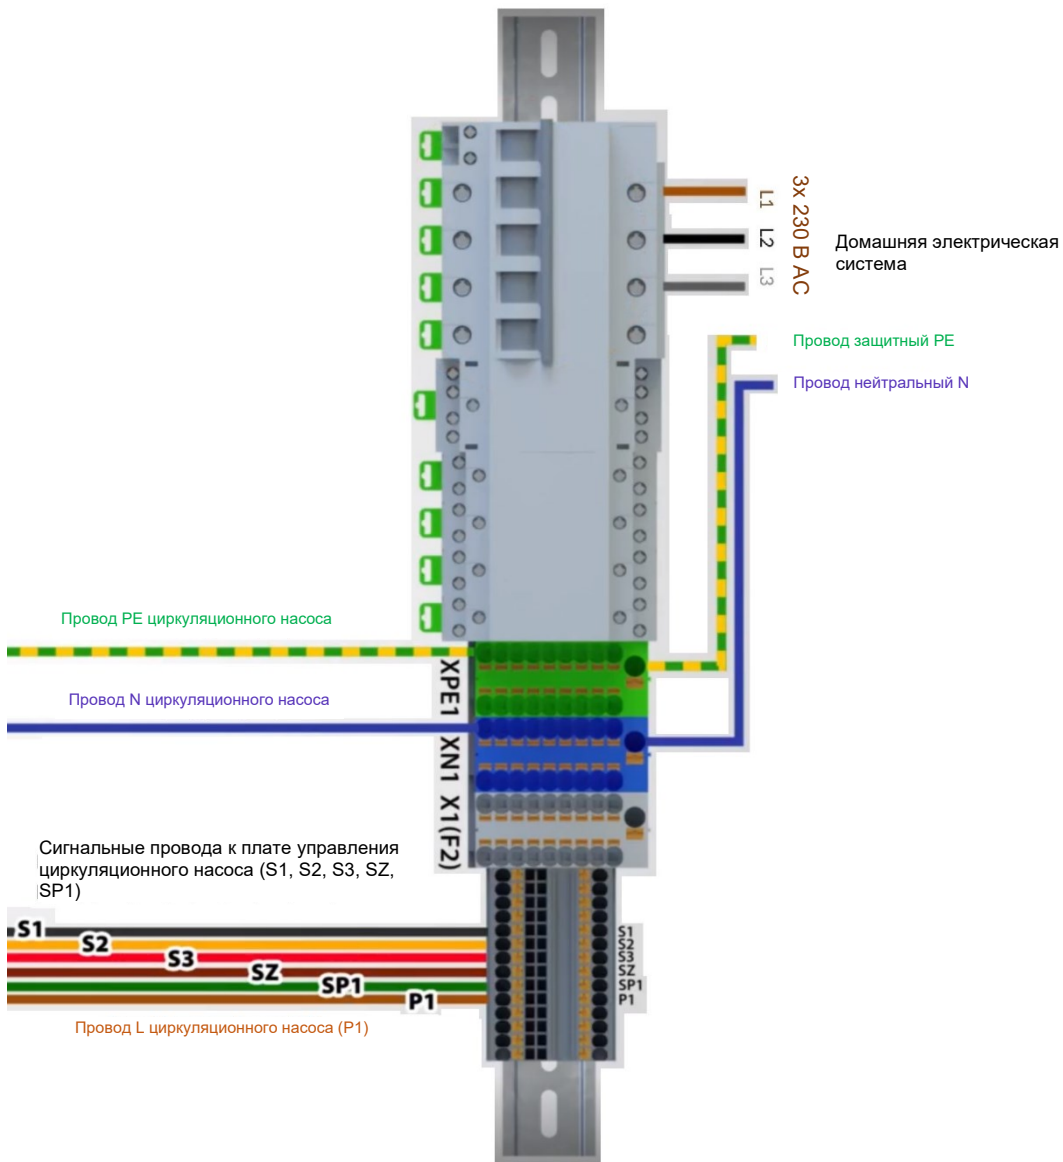 3x 230 В AC
L1
L2
L3
Домашняя электрическая
система
Провод защитный PE
Провод нейтральный N
Провод PE циркуляционного насоса
XPE1
Провод N циркуляционного насоса
XN1
X1(F2)
Сигнальные провода к плате управления
циркуляционного насоса (S1, S2, S3, SZ,
SP1)
S1
S2
S3
SZ
SP1
P1
S1
S2
S3
SZ
SP1
P1
Провод L циркуляционного насоса (P1)